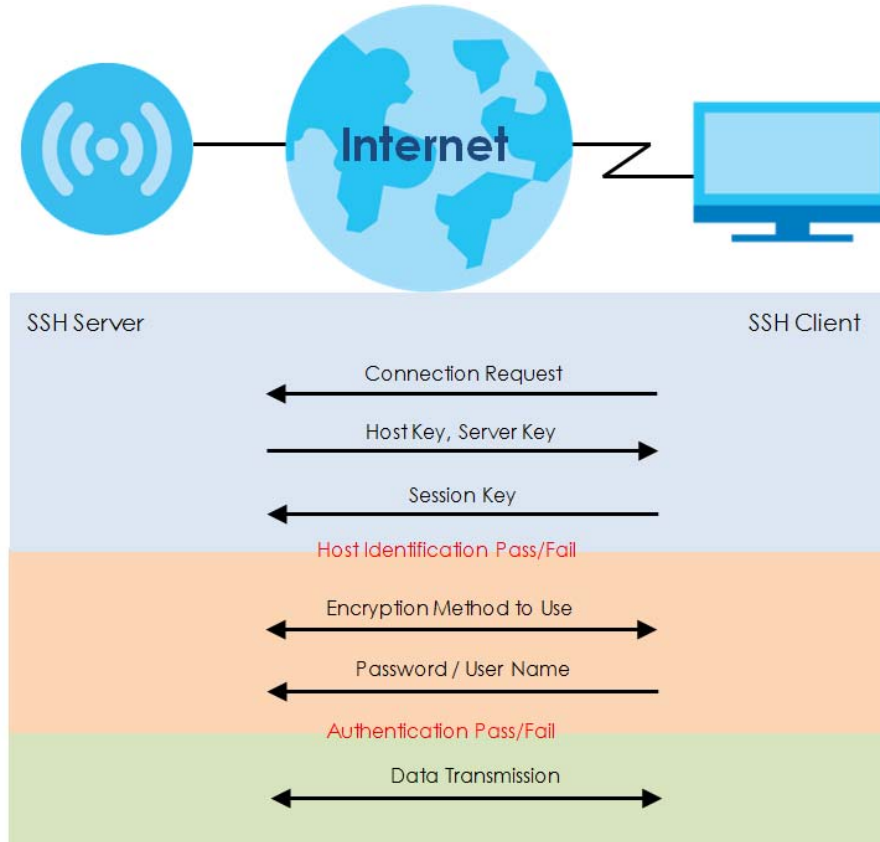 Internet
SSH Server
SSH Client
Connection Request
Host Key, Server Key
Session Key
Host Identification Pass/Fail
Encryption Method to Use
Password / User Name
Authentication Pass/Fail
Data Transmission